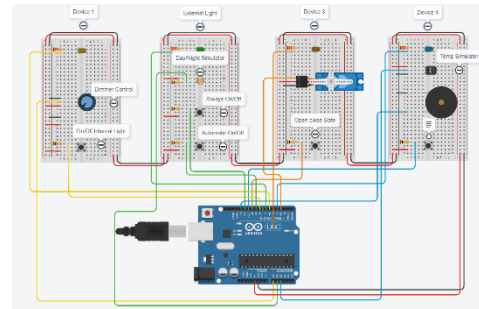 Device 1
External Light
Device 3
Device 4
Day/Night Simulator
Temp Simulator
Dimmer Control
Always On/Off
Open close Gate
On/Off Internal Light
Automatic On/Off
ARDUINO
UNO